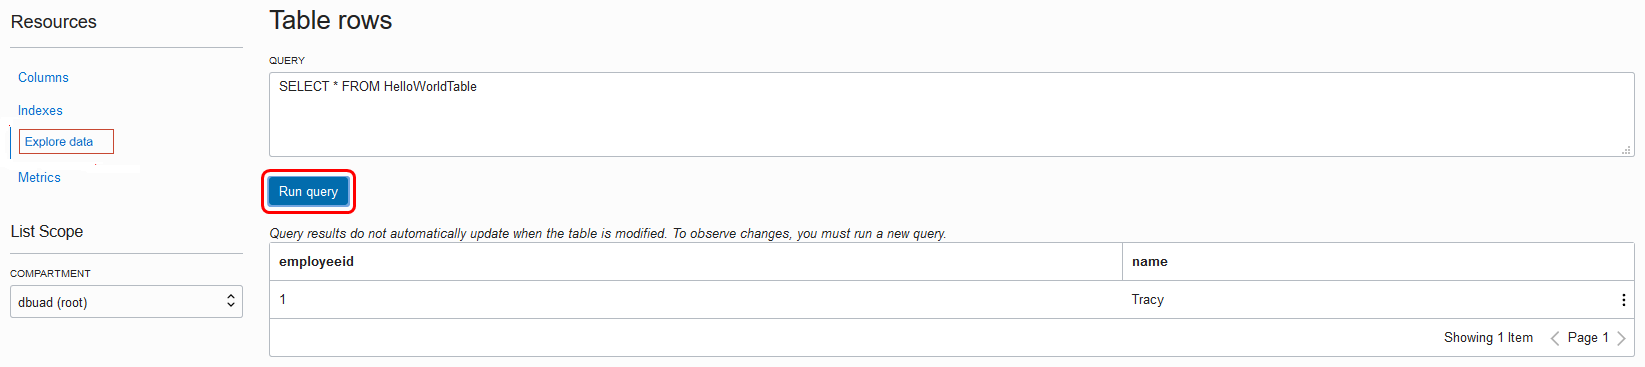 Resources
Columns
Indexes
Explore data
Metrics
List Scope
COMPARTMENT
dbuad (root)
Table rows
QUERY
SELECT * FROM HelloWorldTable
Run query
Query results do not automatically update when the table is modified. To observe changes, you must run a new query.
employeeid name
1 Tracy
Showing 1 Item Page 1